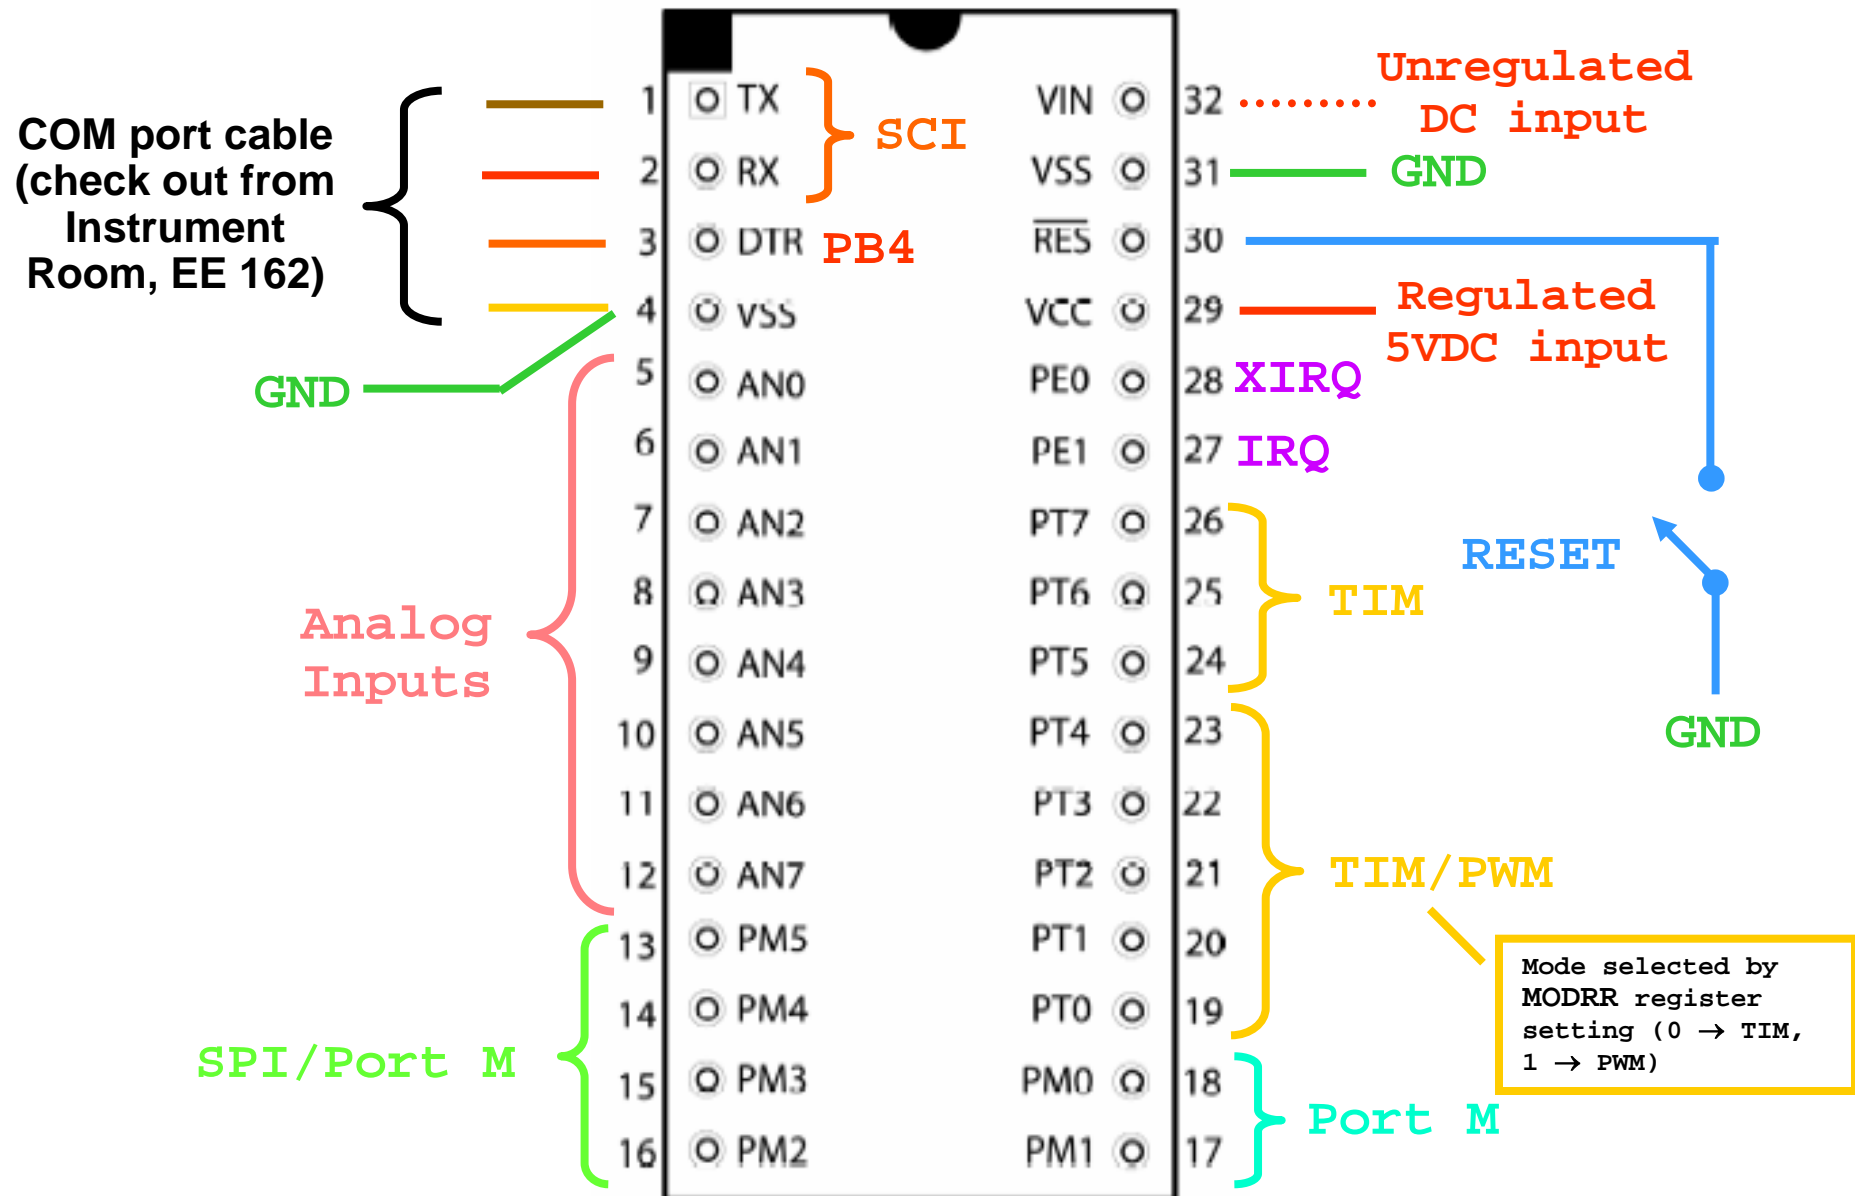 COM port cable
(check out from
Instrument
Room, EE 162)
GND
Analog
Inputs
SPI/Port M
1 TX
2 RX
SCI
3 DTR PB4
4 VSS
5 AN0
6 AN1
7 AN2
8 AN3
9 AN4
10 AN5
11 AN6
12 AN7
13 PM5
14 PM4
15 PM3
16 PM2
VIN 32
VSS 31
RES 30
VCC 29
PE0 28 XIRQ
PE1 27 IRQ
PT7 26
PT6 25
PT5 24
PT4 23
PT3 22
PT2 21
PT1 20
PT0 19
PM0 18
PM1 17
Unregulated
DC input
GND
Regulated
5VDC input
RESET
GND
TIM
TIM/PWM
Mode selected by
MODRR register
setting (0 → TIM,
1 → PWM)
Port M